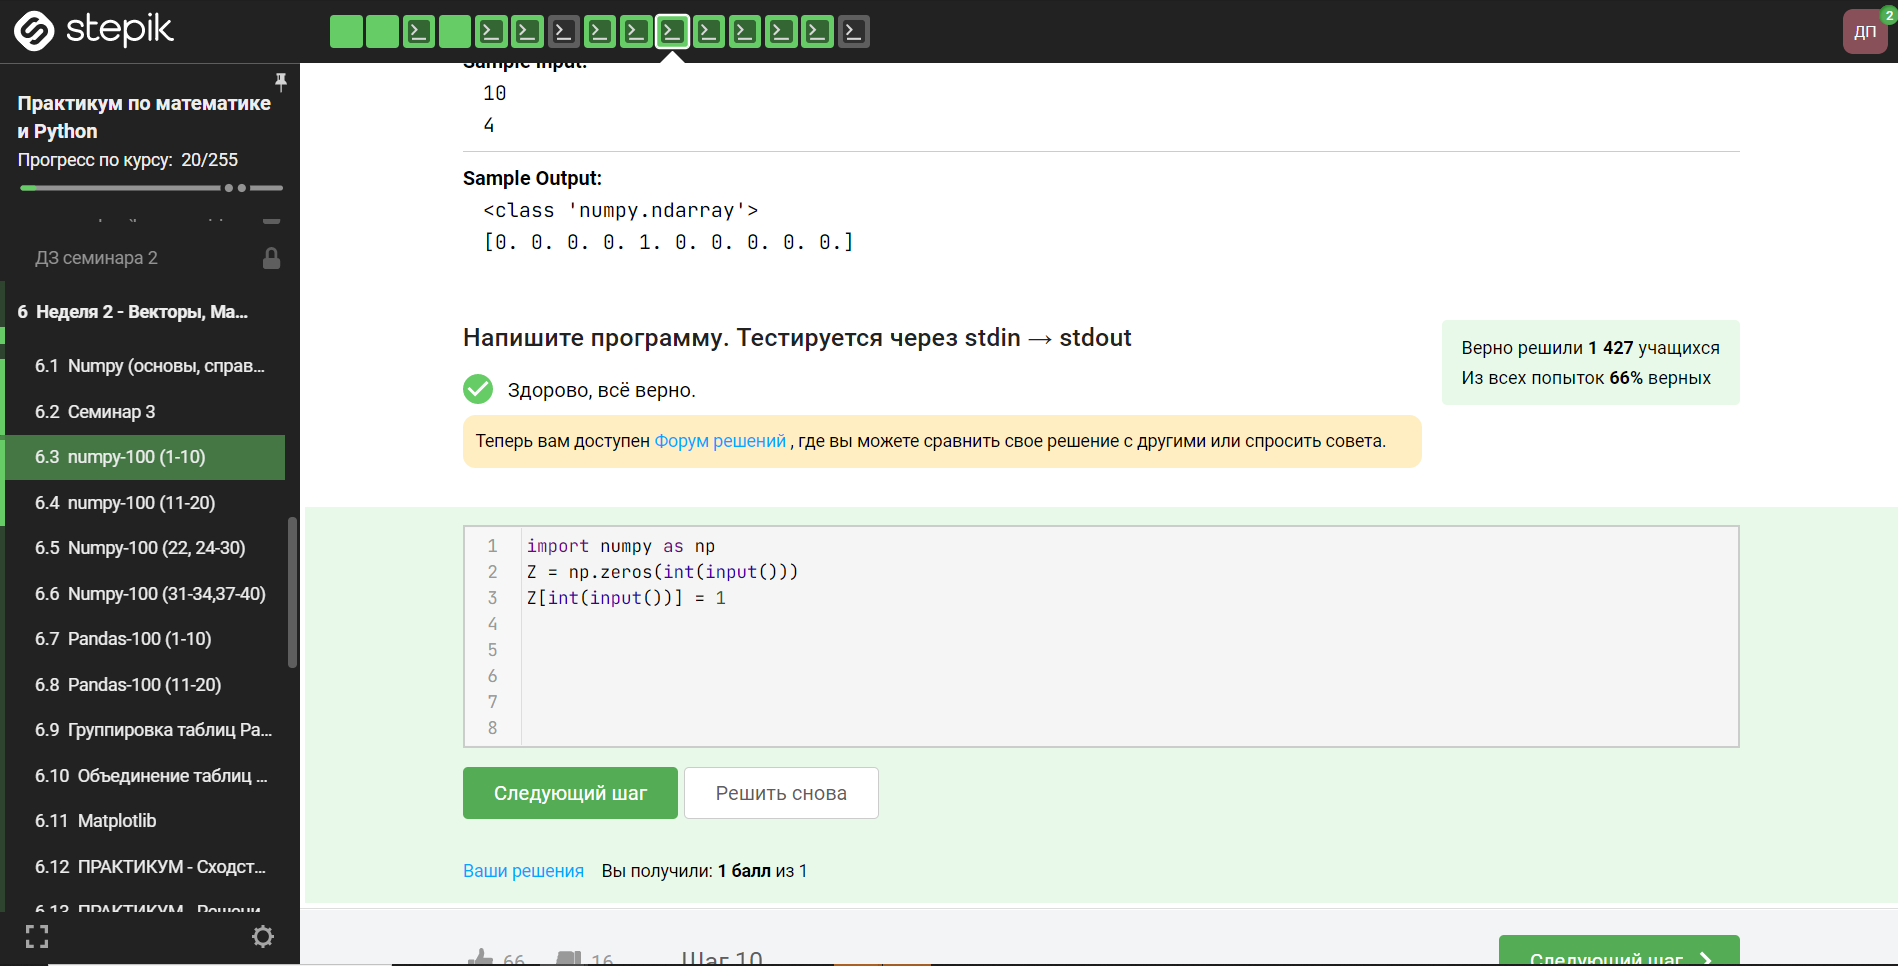 stepik
ДП
2
Практикум по математике
и Python
Прогресс по курсу: 20/255
ДЗ семинара 2
6 Неделя 2 - Векторы, Ма...
6.1 Numpy (основы, справ...
6.2 Семинар 3
6.3 numpy-100 (1-10)
6.4 numpy-100 (11-20)
6.5 Numpy-100 (22, 24-30)
6.6 Numpy-100 (31-34,37-40)
6.7 Pandas-100 (1-10)
6.8 Pandas-100 (11-20)
6.9 Группировка таблиц Pa...
6.10 Объединение таблиц ...
6.11 Matplotlib
6.12 ПРАКТИКУМ - Сходст...
6.13 ПРАКТИКУМ - Решени...
Sample Input:
10
4
Sample Output:
<class 'numpy.ndarray'>
[0. 0. 0. 0. 1. 0. 0. 0. 0. 0.]
Напишите программу. Тестируется через stdin → stdout
Верно решили 1 427 учащихся
Из всех попыток 66% верных
Здорово, всё верно.
Теперь вам доступен Форум решений , где вы можете сравнить свое решение с другими или спросить совета.
1 import numpy as np
2 Z = np.zeros(int(input()))
3 Z[int(input())] = 1
4
5
6
7
8
Следующий шаг
Решить снова
Ваши решения Вы получили: 1 балл из 1
66 16 Шаг 10 Следующий шаг